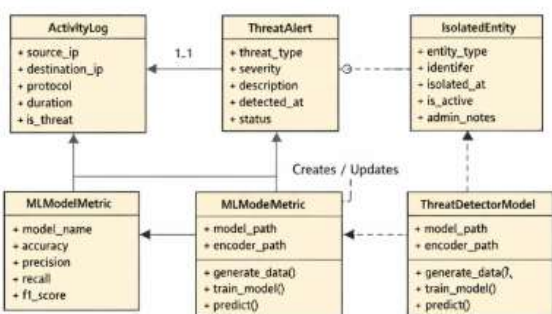 ActivityLog
+ source_ip
+ destination_ip
+ protocol
+ duration
+ is_threat
1..1
ThreatAlert
+ threat_type
+ severity
+ description
+ detected_at
+ status
IsolatedEntity
+ entity_type
+ identifer
+ isolated_at
+ is_active
+ admin_notes
Creates / Updates
MLModelMetric
+ model_name
+ accuracy
+ precision
+ recall
+ f1_score
MLModeMetric
+ model_path
+ encoder_path
+ generate_data()
+ train_model()
+ predict()
ThreatDetectorModel
+ model_path
+ encoder_path
+ generate_data()
+ train_model()
+ predict()